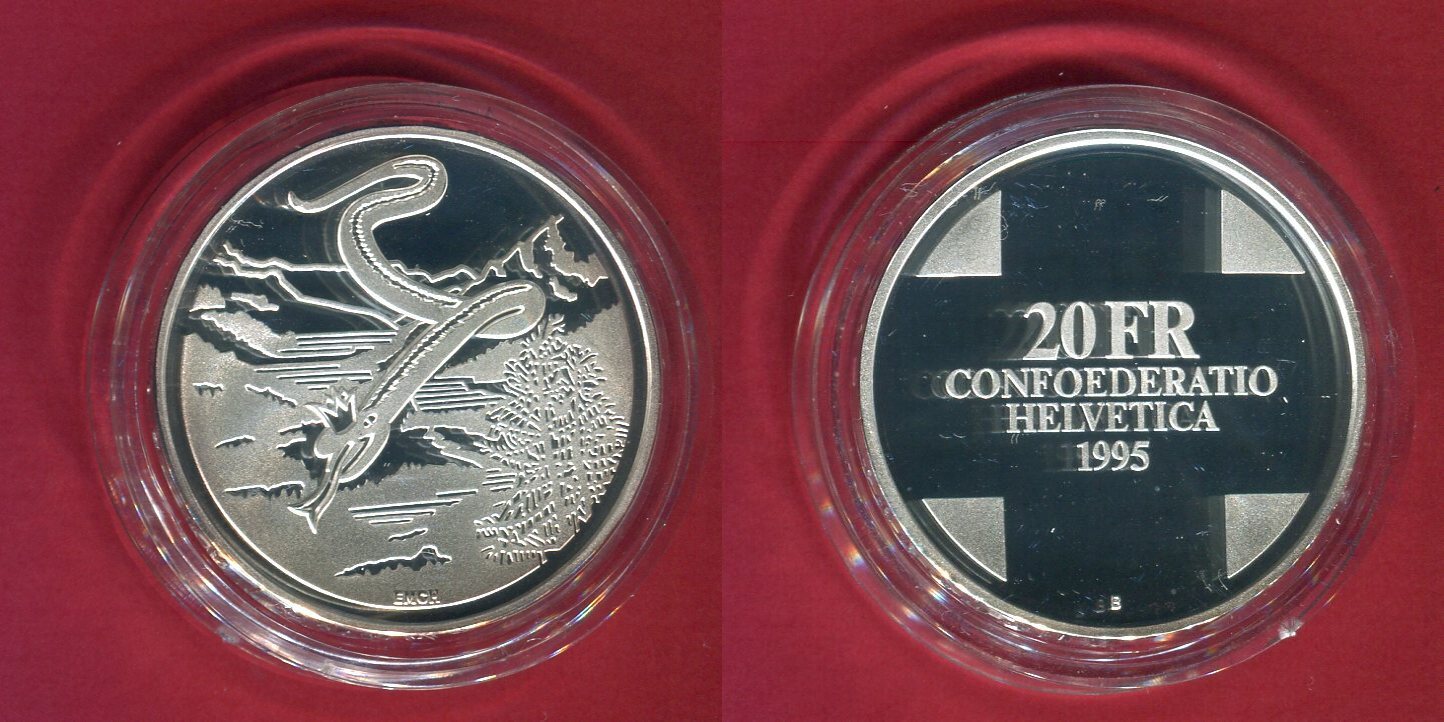 EMCH
20 FR
CONFOEDERATIO
HELVETICA
1995
B